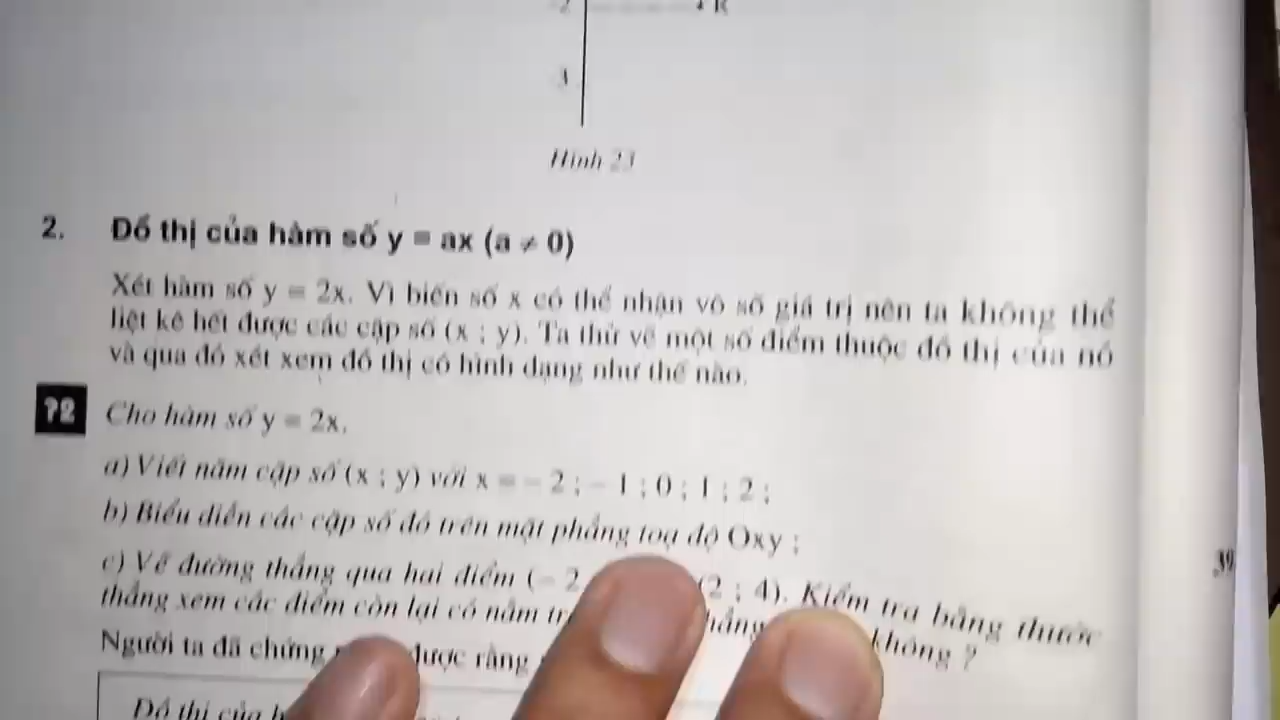 3
Hình 23
2. Đồ thị của hàm số y = ax (a ≠ 0)
Xét hàm số y = 2x. Vì biến số x có thể nhận vô số giá trị nên ta không thể
liệt kê hết được các cặp số (x ; y). Ta thử vẽ một số điểm thuộc đồ thị của nó
và qua đó xét xem đồ thị có hình dạng như thế nào.
?2 Cho hàm số y = 2x.
a) Viết năm cặp số (x ; y) với x = – 2 ; – 1 ; 0 ; 1 ; 2 ;
b) Biểu diễn các cặp số đó trên mặt phẳng toạ độ Oxy ;
39
c) Vẽ đường thẳng qua hai điểm (– 2 (2 ; 4). Kiểm tra bằng thước
thẳng xem các điểm còn lại có nằm không ?
Người ta đã chứng được rằng
Đồ thị của